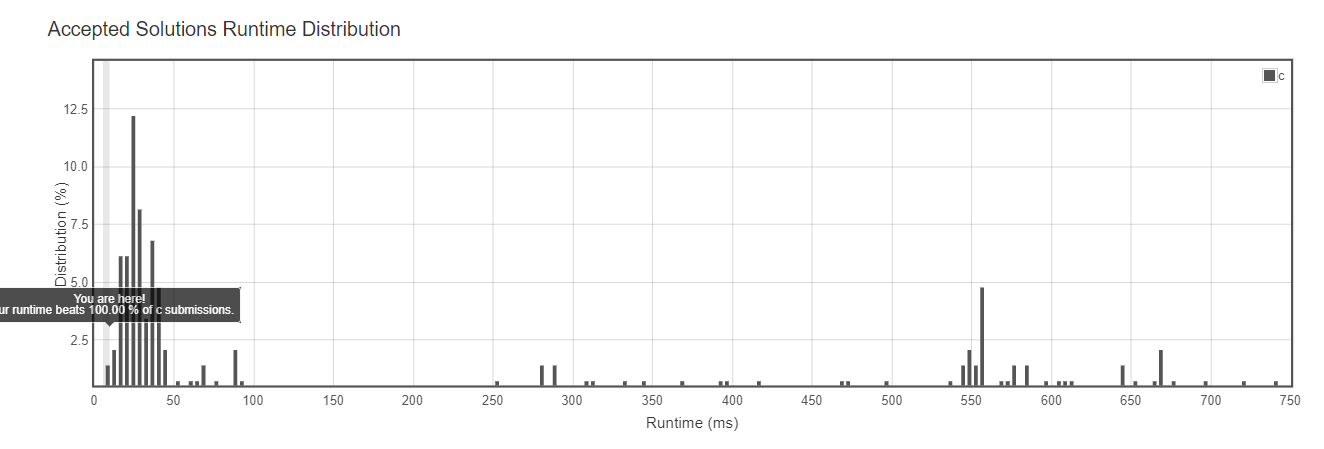 Accepted Solutions Runtime Distribution
c
Distribution (%)
12.5
10.0
7.5
5.0
2.5
You are here!
ur runtime beats 100.00 % of c submissions.
0 50 100 150 200 250 300 350 400 450 500 550 600 650 700 750
Runtime (ms)